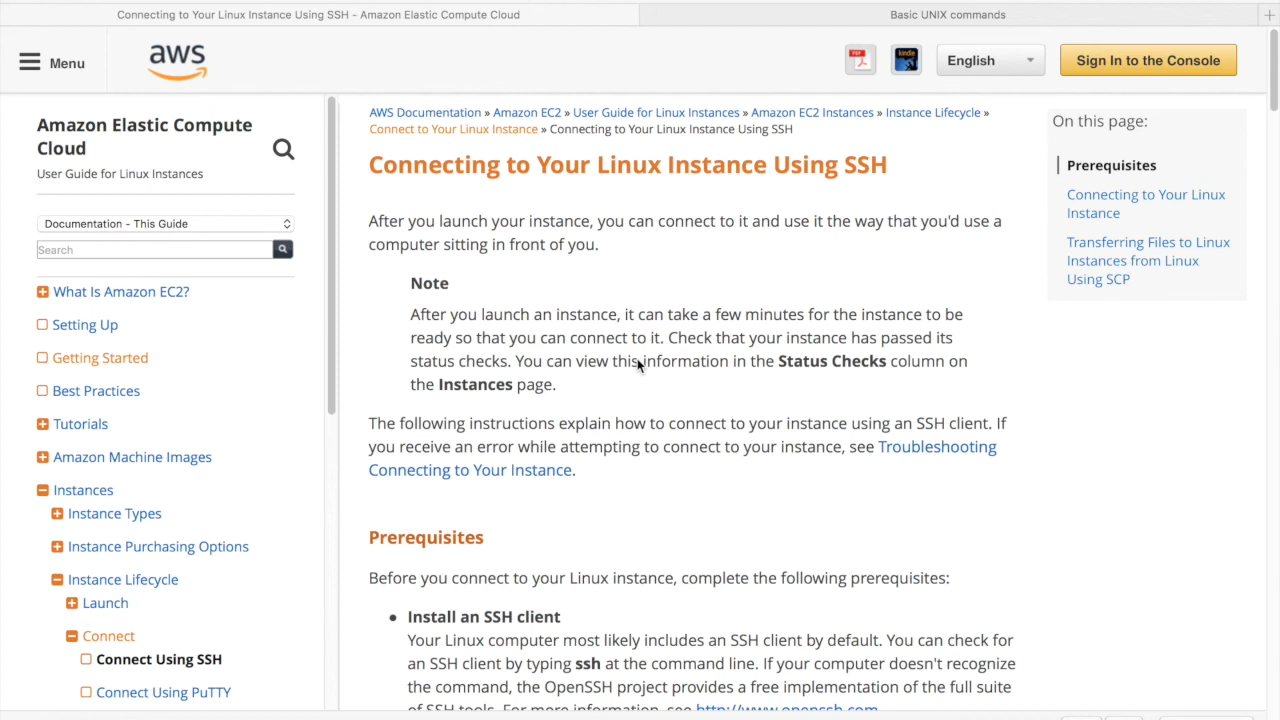 Connecting to Your Linux Instance Using SSH - Amazon Elastic Compute Cloud
Basic UNIX commands
Menu
aws
kindle
English
Sign In to the Console
Amazon Elastic Compute
Cloud
User Guide for Linux Instances
Documentation - This Guide
Search
What Is Amazon EC2?
Setting Up
Getting Started
Best Practices
Tutorials
Amazon Machine Images
Instances
Instance Types
Instance Purchasing Options
Instance Lifecycle
Launch
Connect
Connect Using SSH
Connect Using PuTTY
AWS Documentation » Amazon EC2 » User Guide for Linux Instances » Amazon EC2 Instances » Instance Lifecycle »
Connect to Your Linux Instance » Connecting to Your Linux Instance Using SSH
Connecting to Your Linux Instance Using SSH
After you launch your instance, you can connect to it and use it the way that you'd use a
computer sitting in front of you.
Note
After you launch an instance, it can take a few minutes for the instance to be
ready so that you can connect to it. Check that your instance has passed its
status checks. You can view this information in the Status Checks column on
the Instances page.
The following instructions explain how to connect to your instance using an SSH client. If
you receive an error while attempting to connect to your instance, see Troubleshooting
Connecting to Your Instance.
Prerequisites
Before you connect to your Linux instance, complete the following prerequisites:
• Install an SSH client
Your Linux computer most likely includes an SSH client by default. You can check for
an SSH client by typing ssh at the command line. If your computer doesn't recognize
the command, the OpenSSH project provides a free implementation of the full suite
of SSH tools. For more information, see http://www.openssh.com
On this page:
Prerequisites
Connecting to Your Linux
Instance
Transferring Files to Linux
Instances from Linux
Using SCP